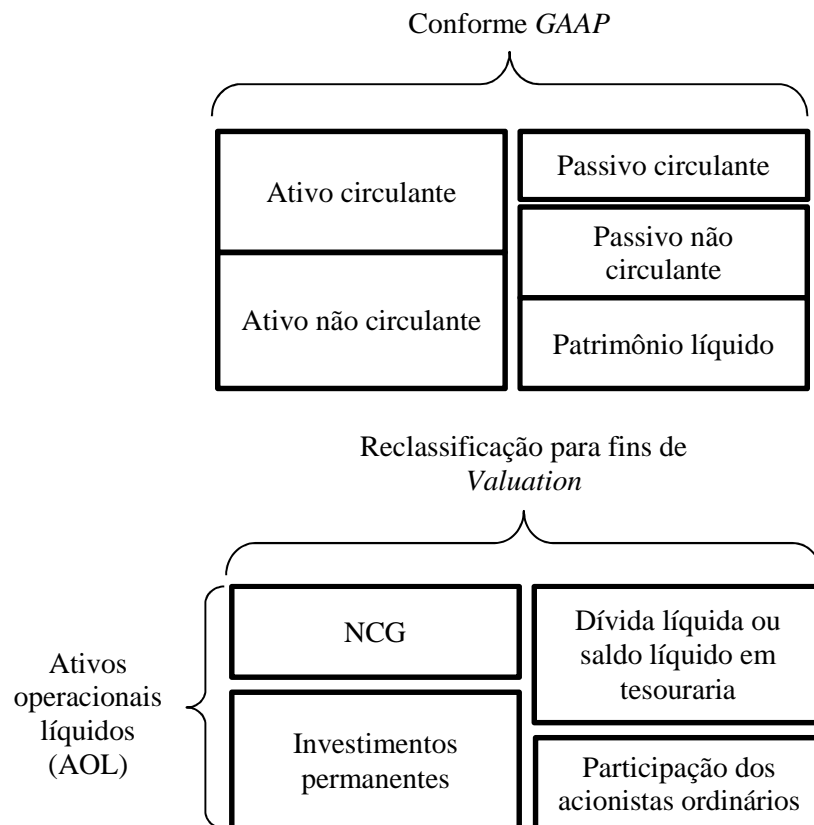 Conforme GAAP
Ativo circulante
Ativo não circulante
Passivo circulante
Passivo não
circulante
Patrimônio líquido
Reclassificação para fins de
Valuation
Ativos
operacionais
líquidos
(AOL)
NCG
Investimentos
permanentes
Dívida líquida ou
saldo líquido em
tesouraria
Participação dos
acionistas ordinários